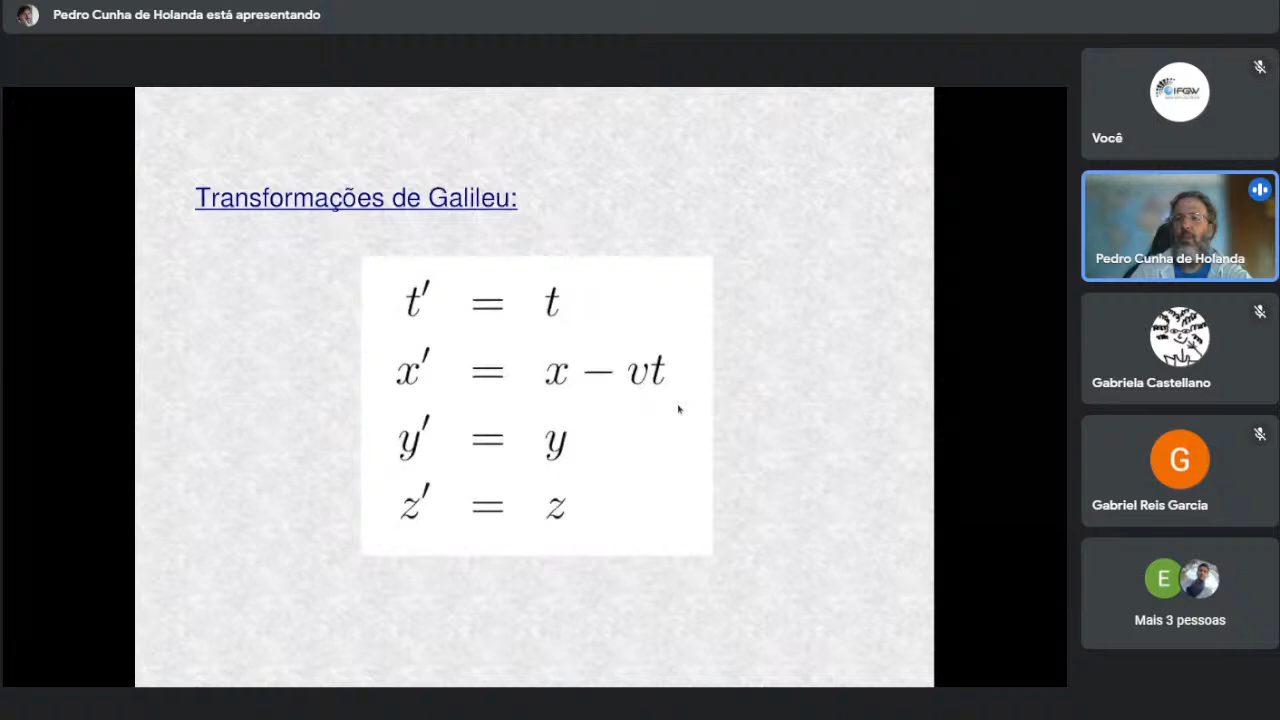 Pedro Cunha de Holanda está apresentando
Transformações de Galileu:
t′ = t
x′ = x − vt
y′ = y
z′ = z
IFGW
Você
Pedro Cunha de Holanda
Gabriela Castellano
G
Gabriel Reis Garcia
E
Mais 3 pessoas